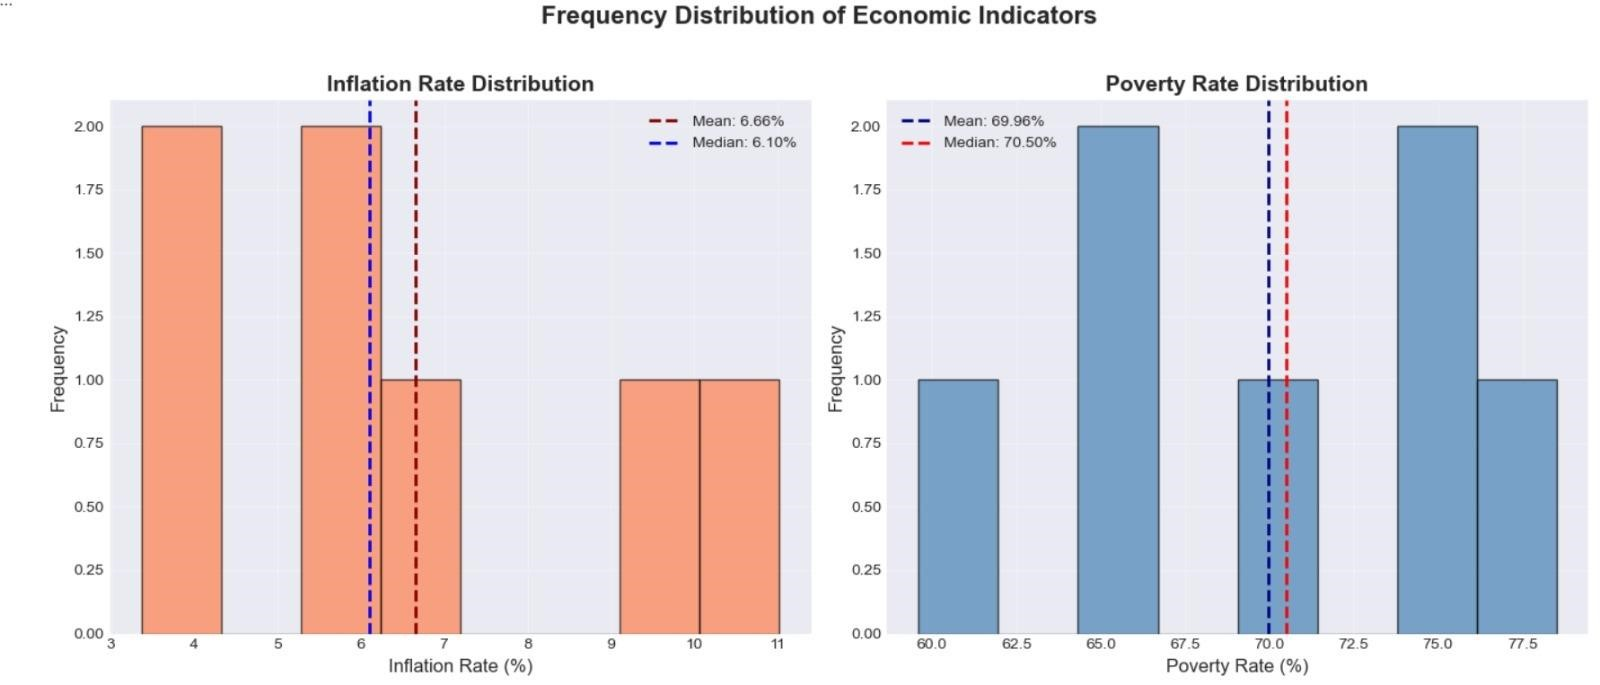 ...
Frequency Distribution of Economic Indicators
Inflation Rate Distribution
Mean: 6.66%
Median: 6.10%
2.00
1.75
1.50
1.25
1.00
0.75
0.50
0.25
0.00
Frequency
3 4 5 6 7 8 9 10 11
Inflation Rate (%)
Poverty Rate Distribution
Mean: 69.96%
Median: 70.50%
2.00
1.75
1.50
1.25
1.00
0.75
0.50
0.25
0.00
Frequency
60.0 62.5 65.0 67.5 70.0 72.5 75.0 77.5
Poverty Rate (%)